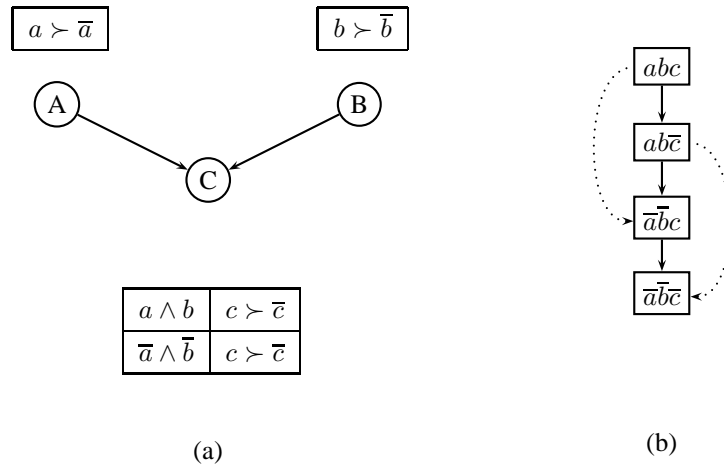 a ≻ a̅ b ≻ b̅
A B
C
abc
abc̅
a̅b̅c
a̅b̅c̅
a ∧ b c ≻ c̅
a̅ ∧ b̅ c ≻ c̅
(a) (b)